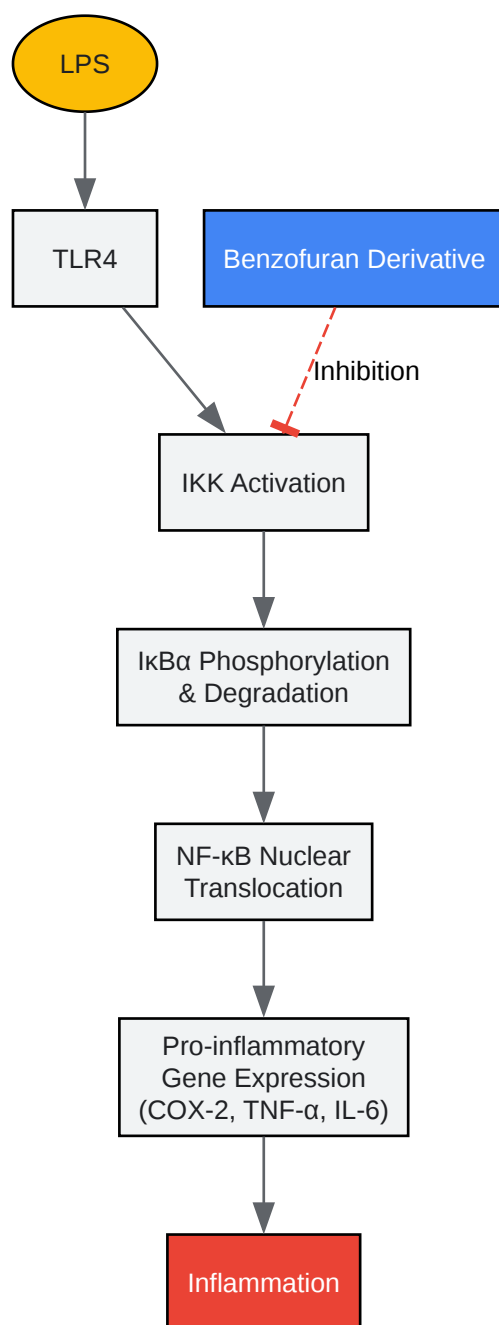 LPS
TLR4
Benzofuran Derivative
Inhibition
IKK Activation
IκBα Phosphorylation
& Degradation
NF-κB Nuclear
Translocation
Pro-inflammatory
Gene Expression
(COX-2, TNF-α, IL-6)
Inflammation